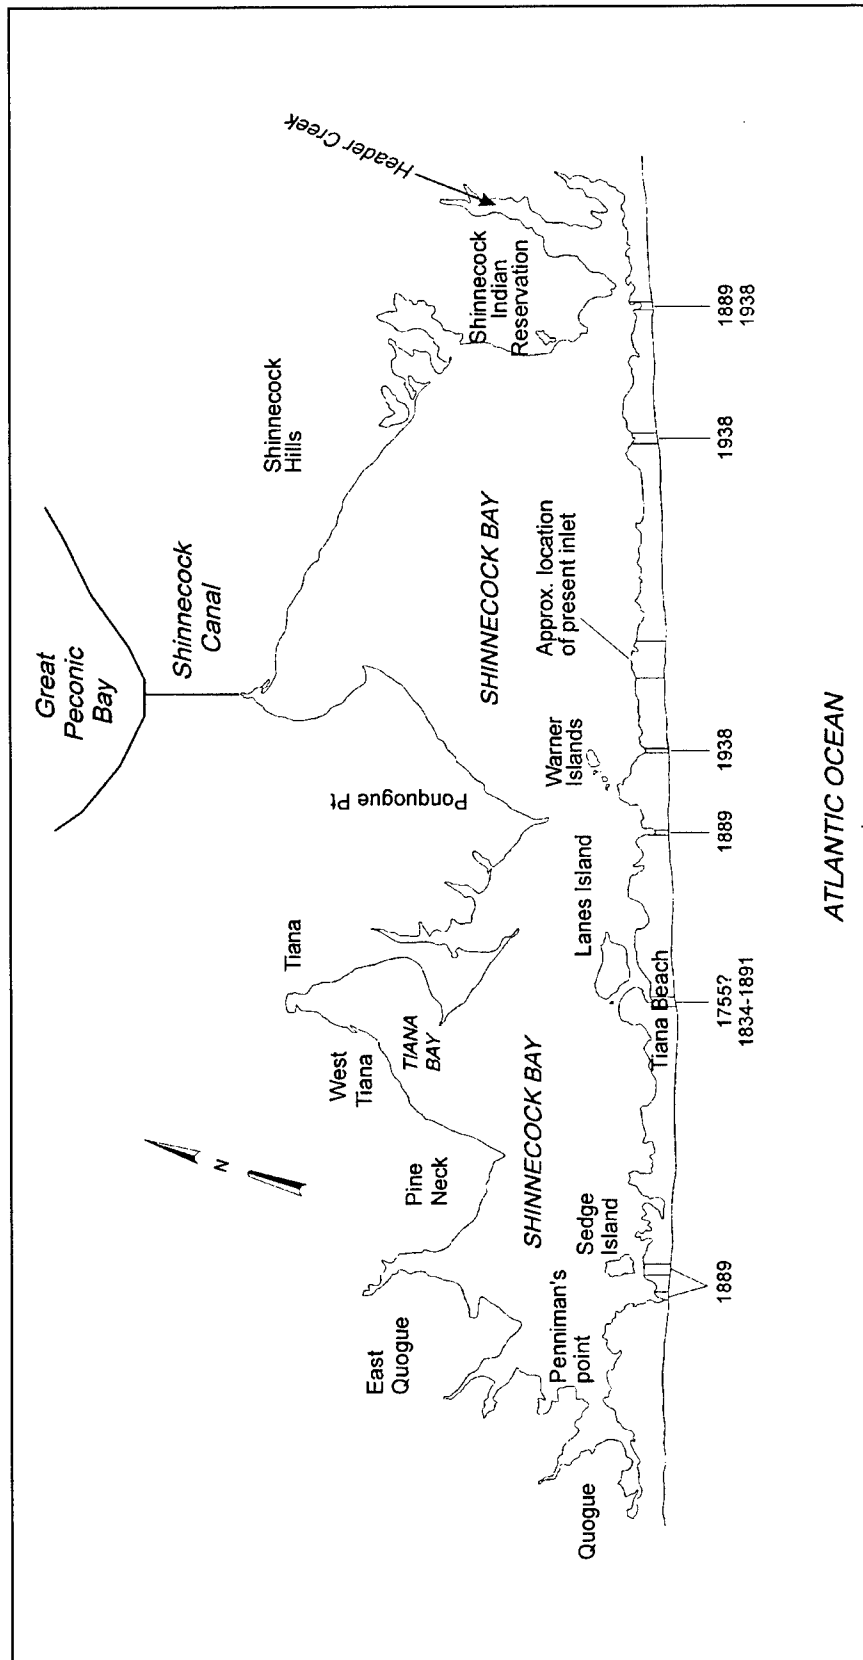 Great
Peconic
Bay
Shinnecock
Canal
Shinnecock
Hills
Header Creek
Shinnecock
Indian
Reservation
Tiana
West
Tiana
TIANA
BAY
Ponquogue Pt
N
Pine
Neck
East
Quogue
SHINNECOCK BAY
SHINNECOCK BAY
Quogue
Penniman's
point
Sedge
Island
Lanes Island
Warner
Islands
Approx. location
of present inlet
Tiana Beach
1889
1755?
1834-1891
1889
1938
1938
1889
1938
ATLANTIC OCEAN